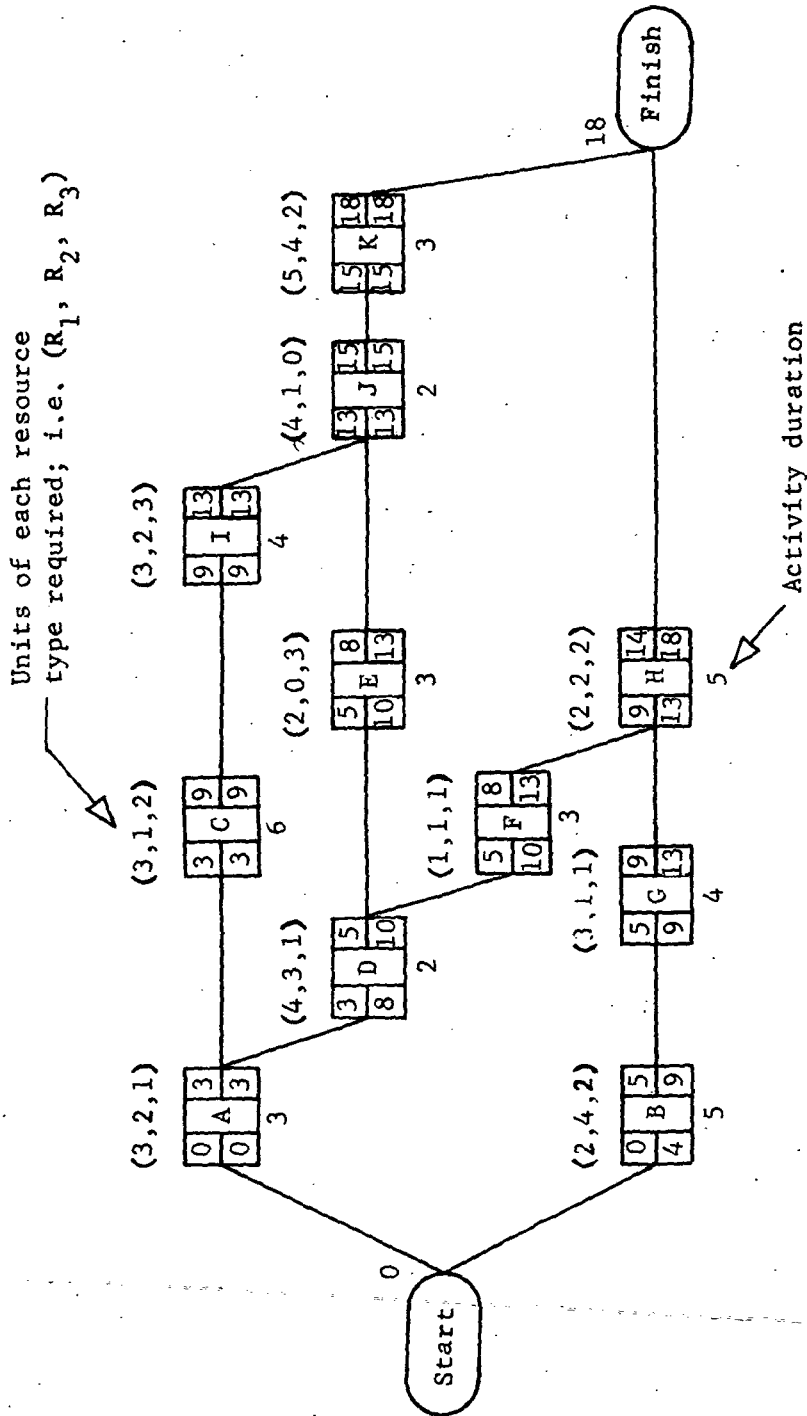 Units of each resource
type required; i.e. (R1, R2, R3)
(3,2,1)
0 A 3
0 3
3
(3,1,2)
3 C 9
3 9
6
(3,2,3)
9 I 13
9 13
4
(4,3,1)
3 D 5
8 10
2
(2,0,3)
5 E 8
10 13
3
(4,1,0)
13 J 15
13 15
2
(5,4,2)
15 K 18
15 18
3
0
Start
(1,1,1)
5 F 8
10 13
3
18
Finish
(2,4,2)
0 B 5
4 9
5
(3,1,1)
5 G 9
9 13
4
(2,2,2)
9 H 14
13 18
5
Activity duration